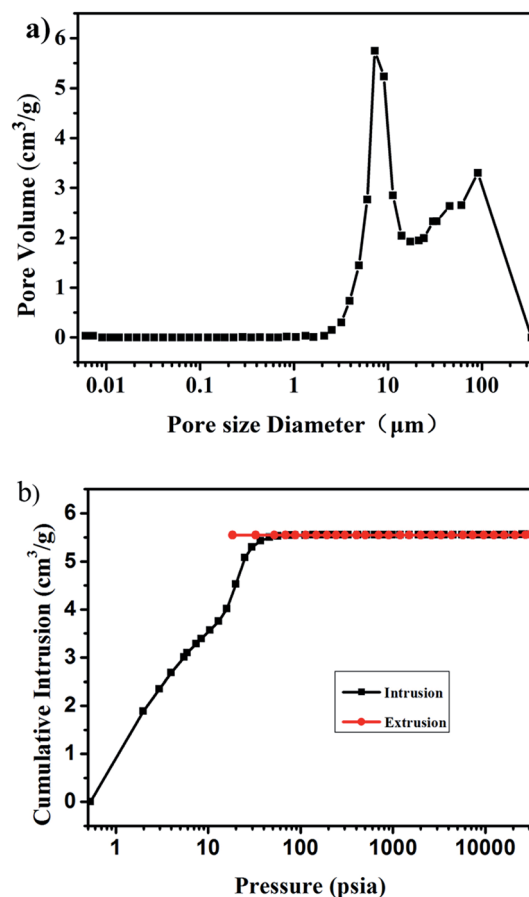 a)
6
5
4
3
2
1
0
Pore Volume (cm³/g)
0.01 0.1 1 10 100
Pore size Diameter（μm）
b)
6
5
4
3
2
1
0
Cumulative Intrusion (cm³/g)
Intrusion
Extrusion
1 10 100 1000 10000
Pressure (psia)